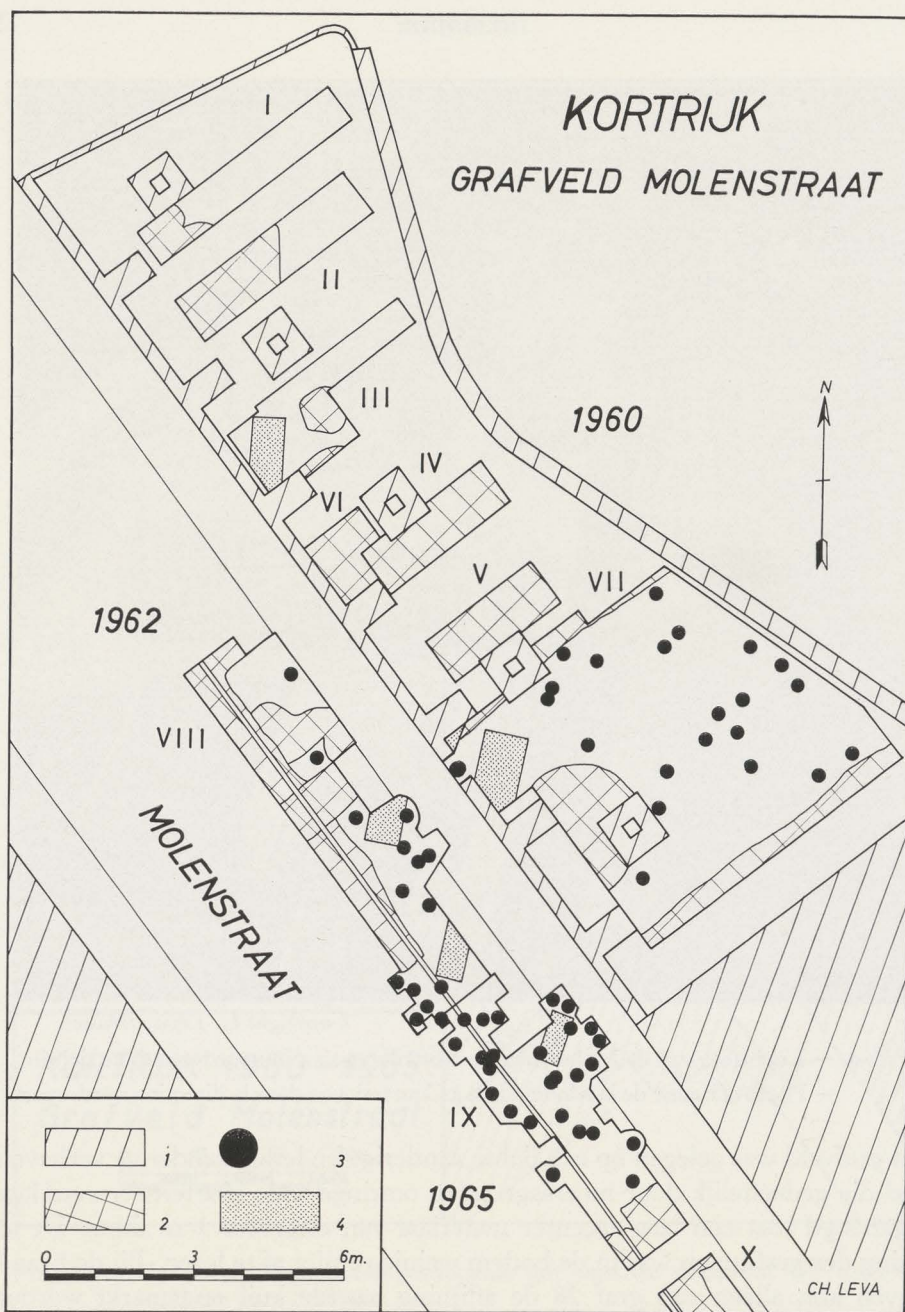 KORTRIJK
GRAFVELD MOLENSTRAAT
I
II
III
1960
N
IV
VI
V
VII
1962
VIII
MOLENSTRAAT
IX
1965
X
1
3
2
4
0 3 6m.
CH. LEVA